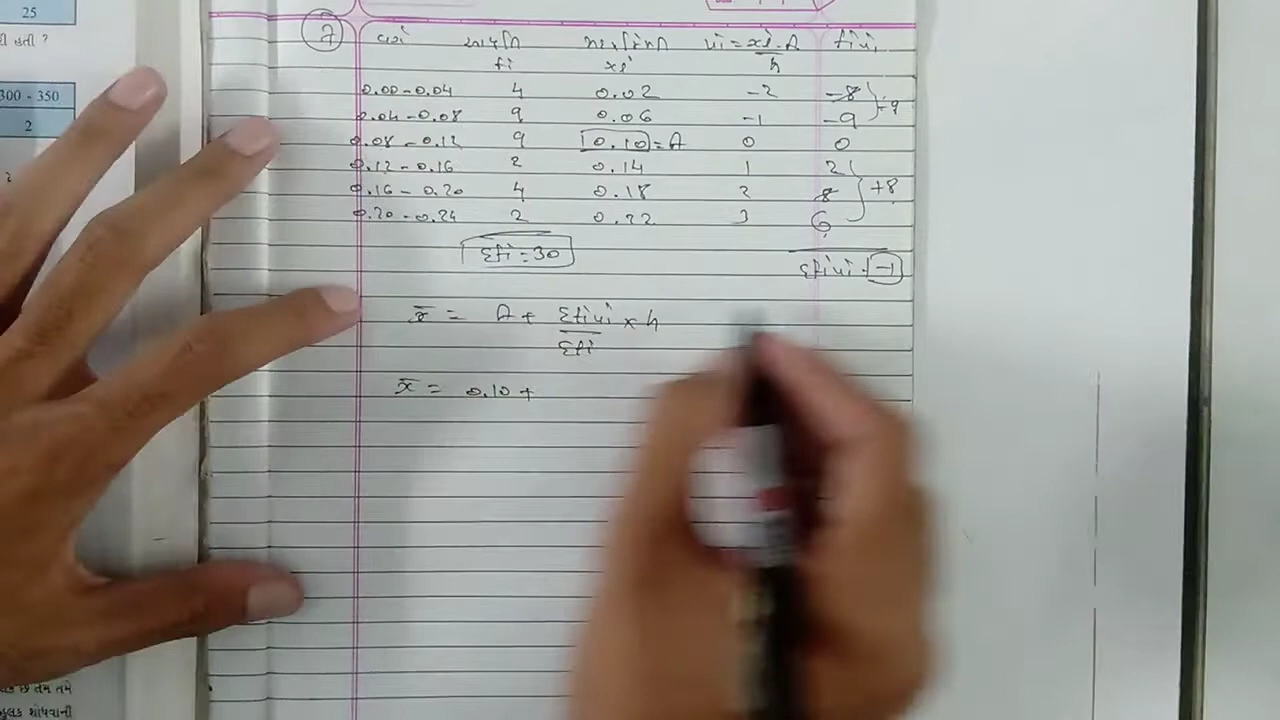 25
રી હતી ?
300 - 350
2
7
વર્ગ આવૃત્તિ fi મધ્યકિંમત xi ui = xi - A / h fiui
0.00 - 0.04 4 0.02 -2 -8
0.04 - 0.08 9 0.06 -1 -9
0.08 - 0.12 9 0.10 = A 0 0
0.12 - 0.16 2 0.14 1 2
0.16 - 0.20 4 0.18 2 8 +8
0.20 - 0.24 2 0.22 3 6
Σfi = 30 Σfiui = -1
x̄ = A + Σfiui / Σfi × h
x̄ = 0.10 +